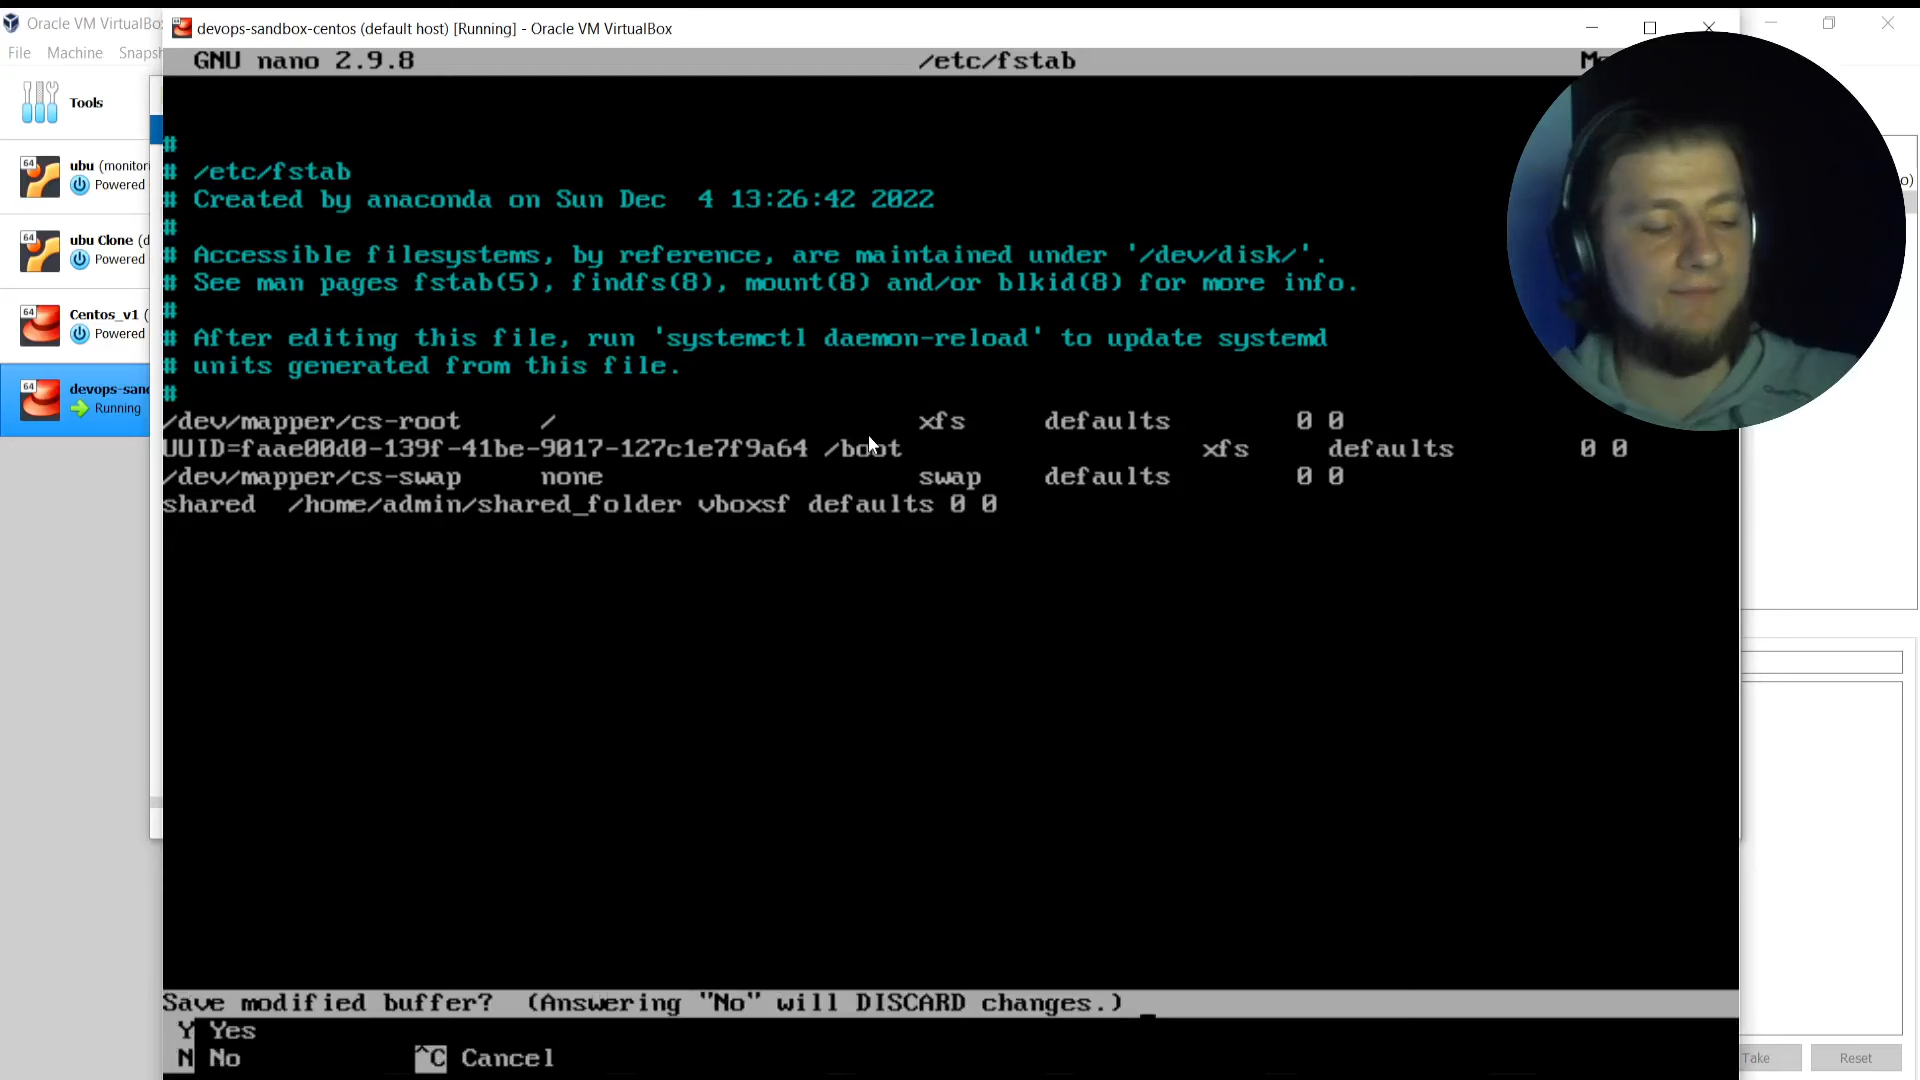 Oracle VM VirtualBo
devops-sandbox-centos (default host) [Running] - Oracle VM VirtualBox
File Machine Snapsh
GNU nano 2.9.8 /etc/fstab
Tools
#
# /etc/fstab
# Created by anaconda on Sun Dec  4 13:26:42 2022
#
# Accessible filesystems, by reference, are maintained under '/dev/disk/'.
# See man pages fstab(5), findfs(8), mount(8) and/or blkid(8) for more info.
#
# After editing this file, run 'systemctl daemon-reload' to update systemd
# units generated from this file.
#
/dev/mapper/cs-root / xfs defaults 0 0
UUID=faae00d0-139f-41be-9017-127c1e7f9a64 /boot xfs defaults 0 0
/dev/mapper/cs-swap none swap defaults 0 0
shared /home/admin/shared_folder vboxsf defaults 0 0
64 ubu (monitori
Powered
64 ubu Clone (d
Powered
64 Centos_v1 (
Powered
64 devops-sand
Running
Save modified buffer?  (Answering "No" will DISCARD changes.)
Y Yes
N No ^C Cancel
o)
Take Reset